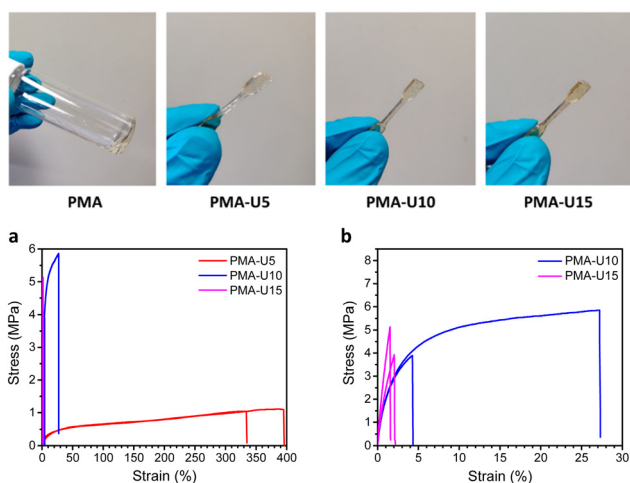 PMA
PMA-U5
PMA-U10
PMA-U15
a
Stress (MPa)
6
5
4
3
2
1
0
0 50 100 150 200 250 300 350 400
Strain (%)
PMA-U5
PMA-U10
PMA-U15
b
Stress (MPa)
8
7
6
5
4
3
2
1
0
0 5 10 15 20 25 30
Strain (%)
PMA-U10
PMA-U15